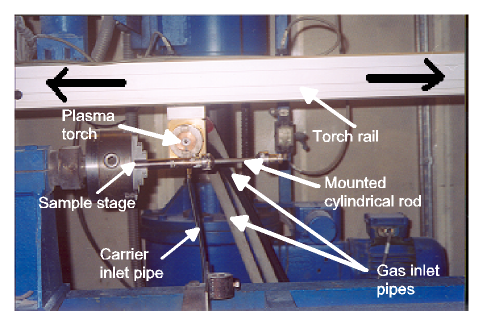 Plasma
torch
Torch rail
Mounted
cylindrical rod
Sample stage
Carrier
inlet pipe
Gas inlet
pipes